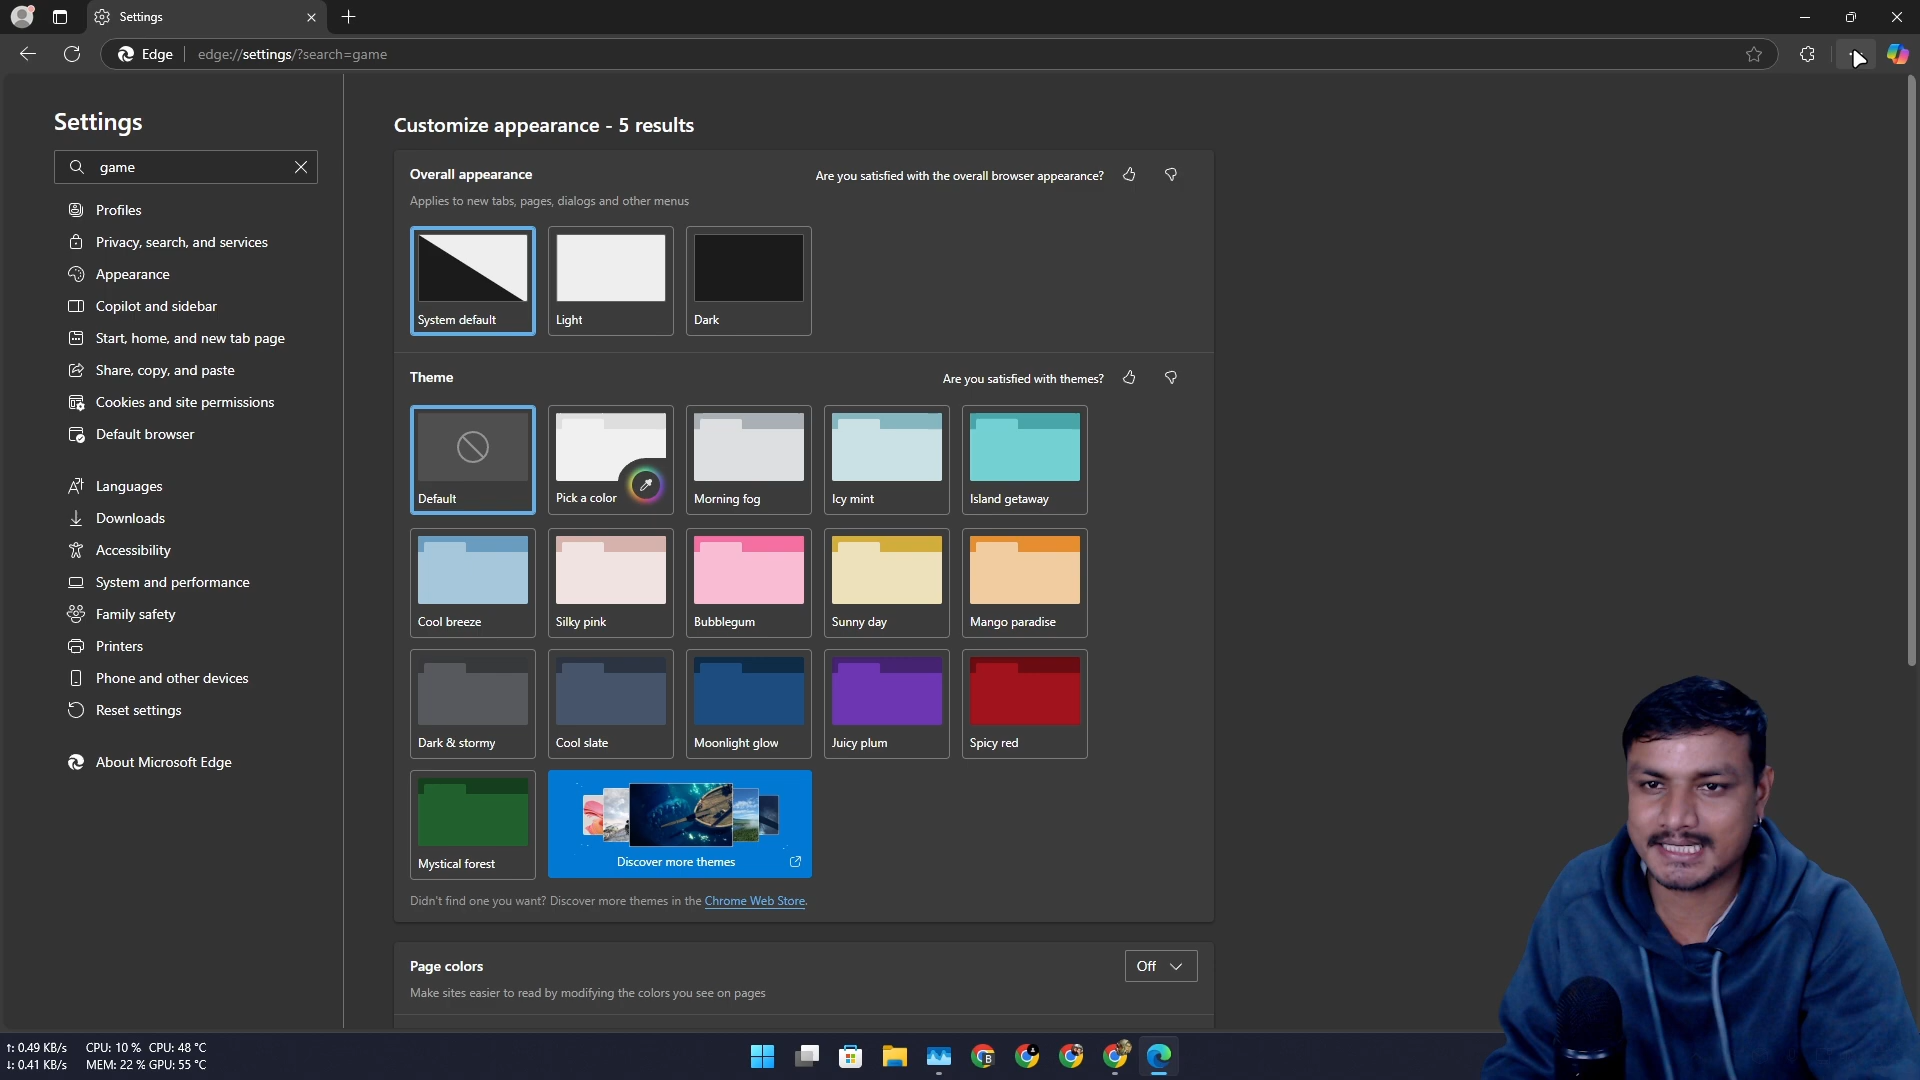 Settings
Edge
edge://settings/?search=game
Settings
game
Profiles
Privacy, search, and services
Appearance
Copilot and sidebar
Start, home, and new tab page
Share, copy, and paste
Cookies and site permissions
Default browser
Languages
Downloads
Accessibility
System and performance
Family safety
Printers
Phone and other devices
Reset settings
About Microsoft Edge
Customize appearance - 5 results
Overall appearance
Are you satisfied with the overall browser appearance?
Applies to new tabs, pages, dialogs and other menus
System default
Light
Dark
Theme
Are you satisfied with themes?
Default
Pick a color
Morning fog
Icy mint
Island getaway
Cool breeze
Silky pink
Bubblegum
Sunny day
Mango paradise
Dark & stormy
Cool slate
Moonlight glow
Juicy plum
Spicy red
Mystical forest
Discover more themes
Didn't find one you want? Discover more themes in the Chrome Web Store.
Page colors
Off
Make sites easier to read by modifying the colors you see on pages
↑: 0.49 KB/s CPU: 10 % CPU: 48 °C
↓: 0.41 KB/s MEM: 22 % GPU: 55 °C
B